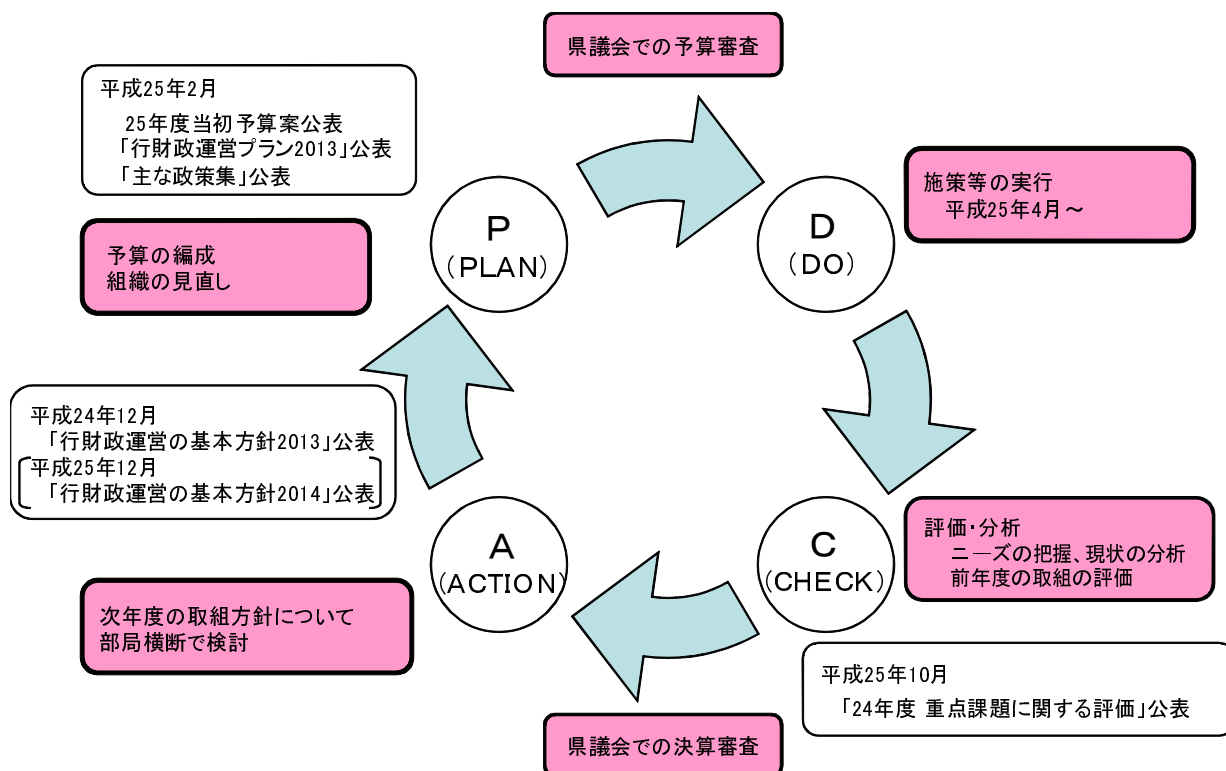 県議会での予算審査
平成25年2月
25年度当初予算案公表
「行財政運営プラン2013」公表
「主な政策集」公表
施策等の実行
平成25年4月～
P
(PLAN)
D
(DO)
予算の編成
組織の見直し
平成24年12月
「行財政運営の基本方針2013」公表
平成25年12月
「行財政運営の基本方針2014」公表
評価・分析
ニーズの把握、現状の分析
前年度の取組の評価
A
(ACTION)
C
(CHECK)
次年度の取組方針について
部局横断で検討
平成25年10月
「24年度 重点課題に関する評価」公表
県議会での決算審査